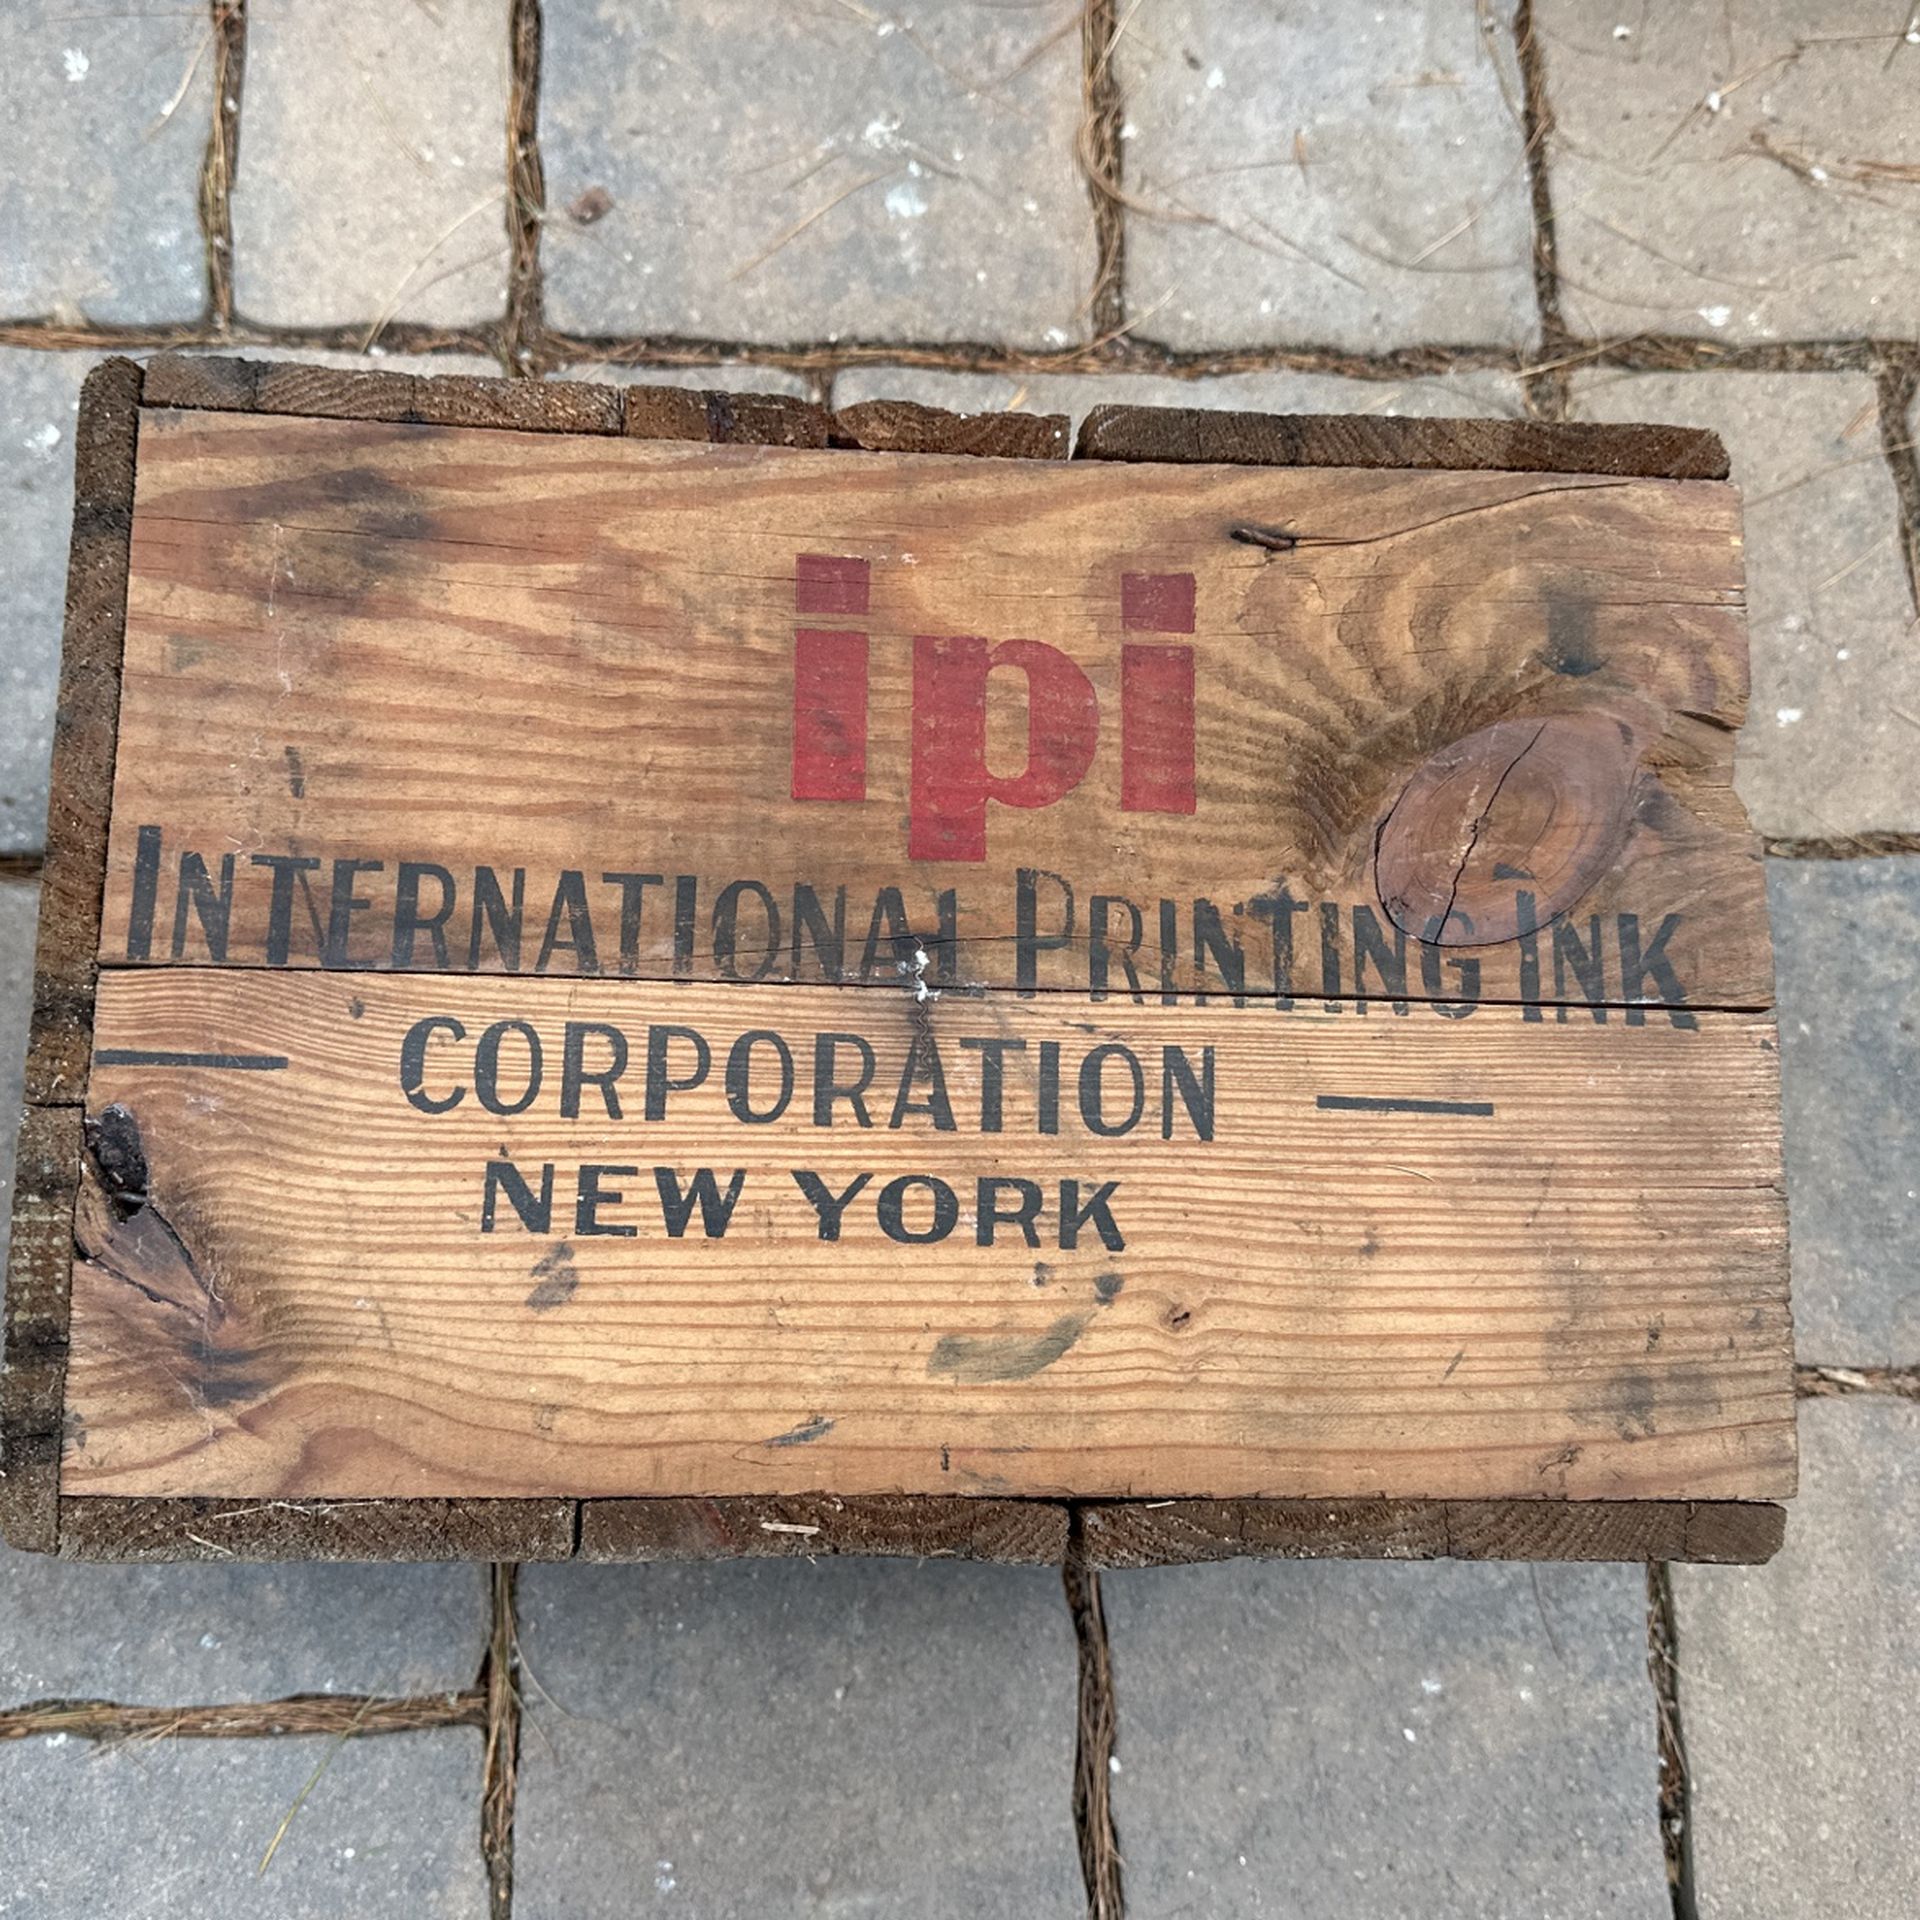 ipi
INTERNATIONAL PRINTING INK
CORPORATION
NEW YORK